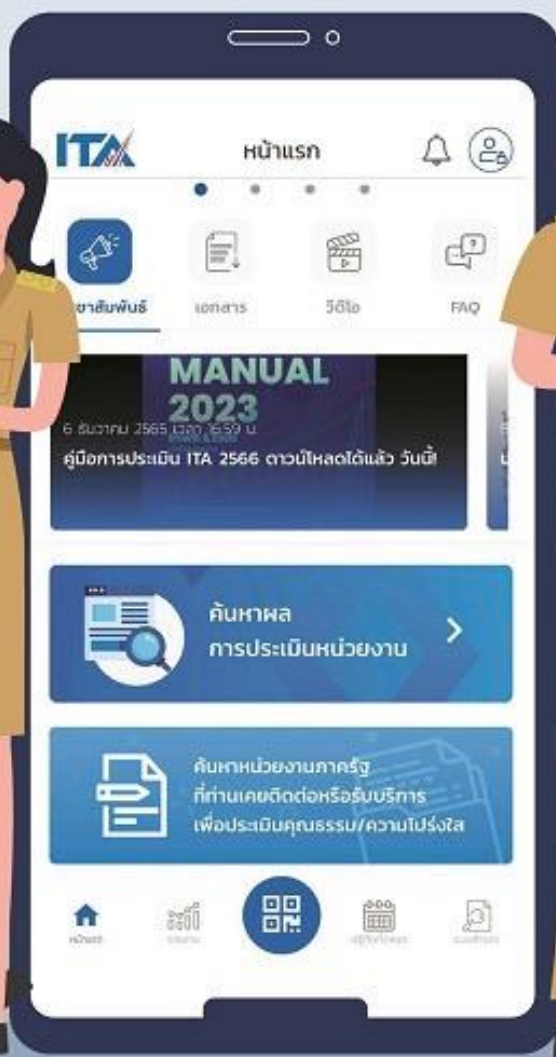 ITA
หน้าแรก
ชาสัมพันธ์
เอกสาร
วิดีโอ
FAQ
MANUAL
2023
6 ธันวาคม 2565 เวลา 16:59 น.
คู่มือการประเมิน ITA 2566 ดาวน์โหลดได้แล้ว วันนี้!
ค้นหาผล
การประเมินหน่วยงาน
ค้นหาหน่วยงานภาครัฐ
ที่ท่านเคยติดต่อหรือรับบริการ
เพื่อประเมินคุณธรรม/ความโปร่งใส
หน้าแรก